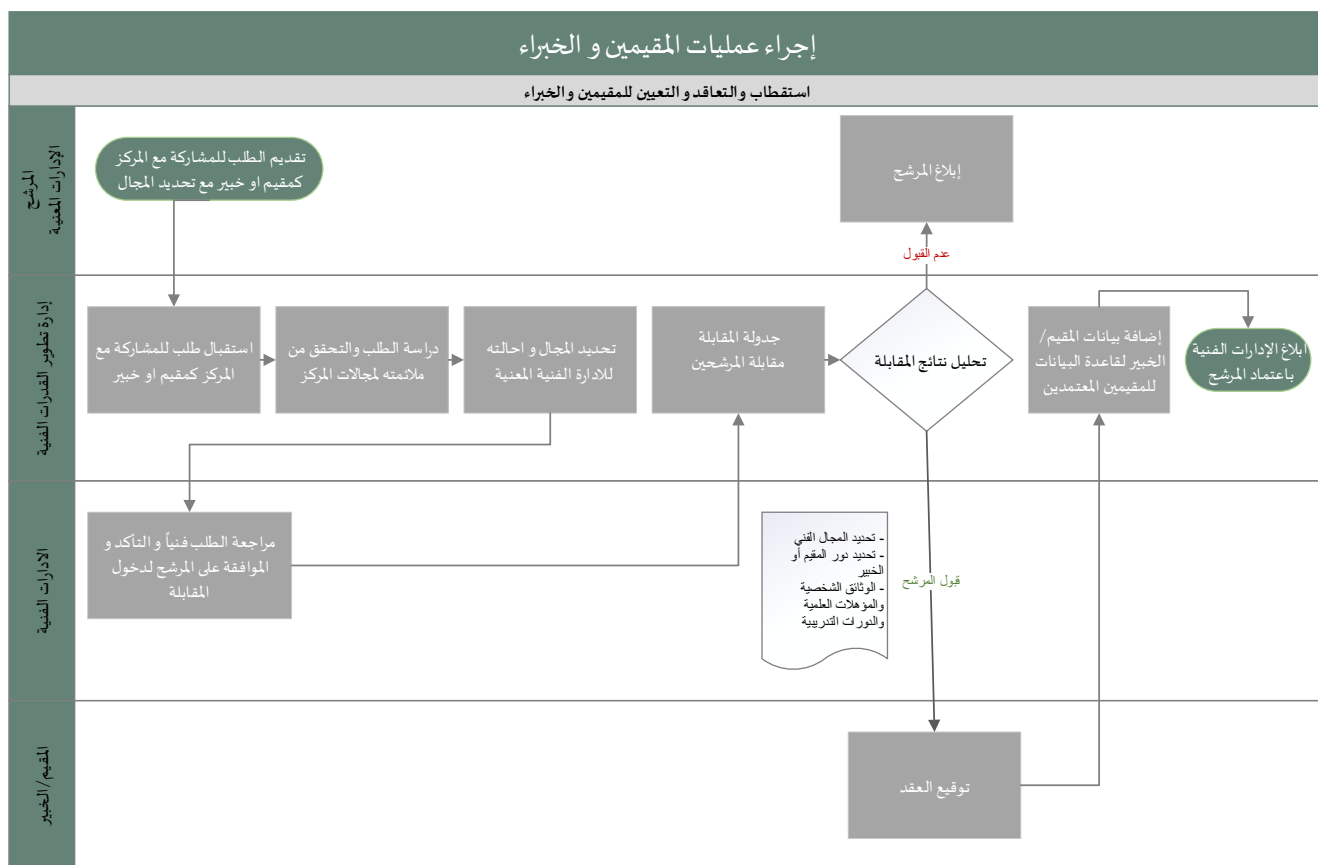 إجراء عمليات المقيمين و الخبراء
استقطاب والتعاقد و التعيين للمقيمين والخبراء
المرشح
الإدارات المعنية
تقديم الطلب للمشاركة مع المركز
كمقيم او خبير مع تحديد المجال
إبلاغ المرشح
عدم القبول
إدارة تطوير القدرات الفنية
استقبال طلب للمشاركة مع
المركز كمقيم او خبير
دراسة الطلب والتحقق من
ملائمته لمجالات المركز
تحديد المجال و احالته
للادارة الفنية المعنية
جدولة المقابلة
مقابلة المرشحين
تحليل نتائج المقابلة
إضافة بيانات المقيم/
الخبير لقاعدة البيانات
للمقيمين المعتمدين
ابلاغ الإدارات الفنية
باعتماد المرشح
الادارات الفنية
مراجعة الطلب فنياً و التأكد و
الموافقة على المرشح لدخول
المقابلة
- تحديد المجال الفني
- تحديد دور المقيم أو
الخبير
- الوثائق الشخصية
والمؤهلات العلمية
والدورات التدريبية
قبول المرشح
المقيم/الخبير
توقيع العقد